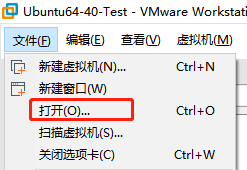 Ubuntu64-40-Test - VMware Workstat
文件(F) 编辑(E) 查看(V) 虚拟机(M)
新建虚拟机(N)... Ctrl+N
新建窗口(W)
打开(O)... Ctrl+O
扫描虚拟机(S)...
关闭选项卡(C) Ctrl+W